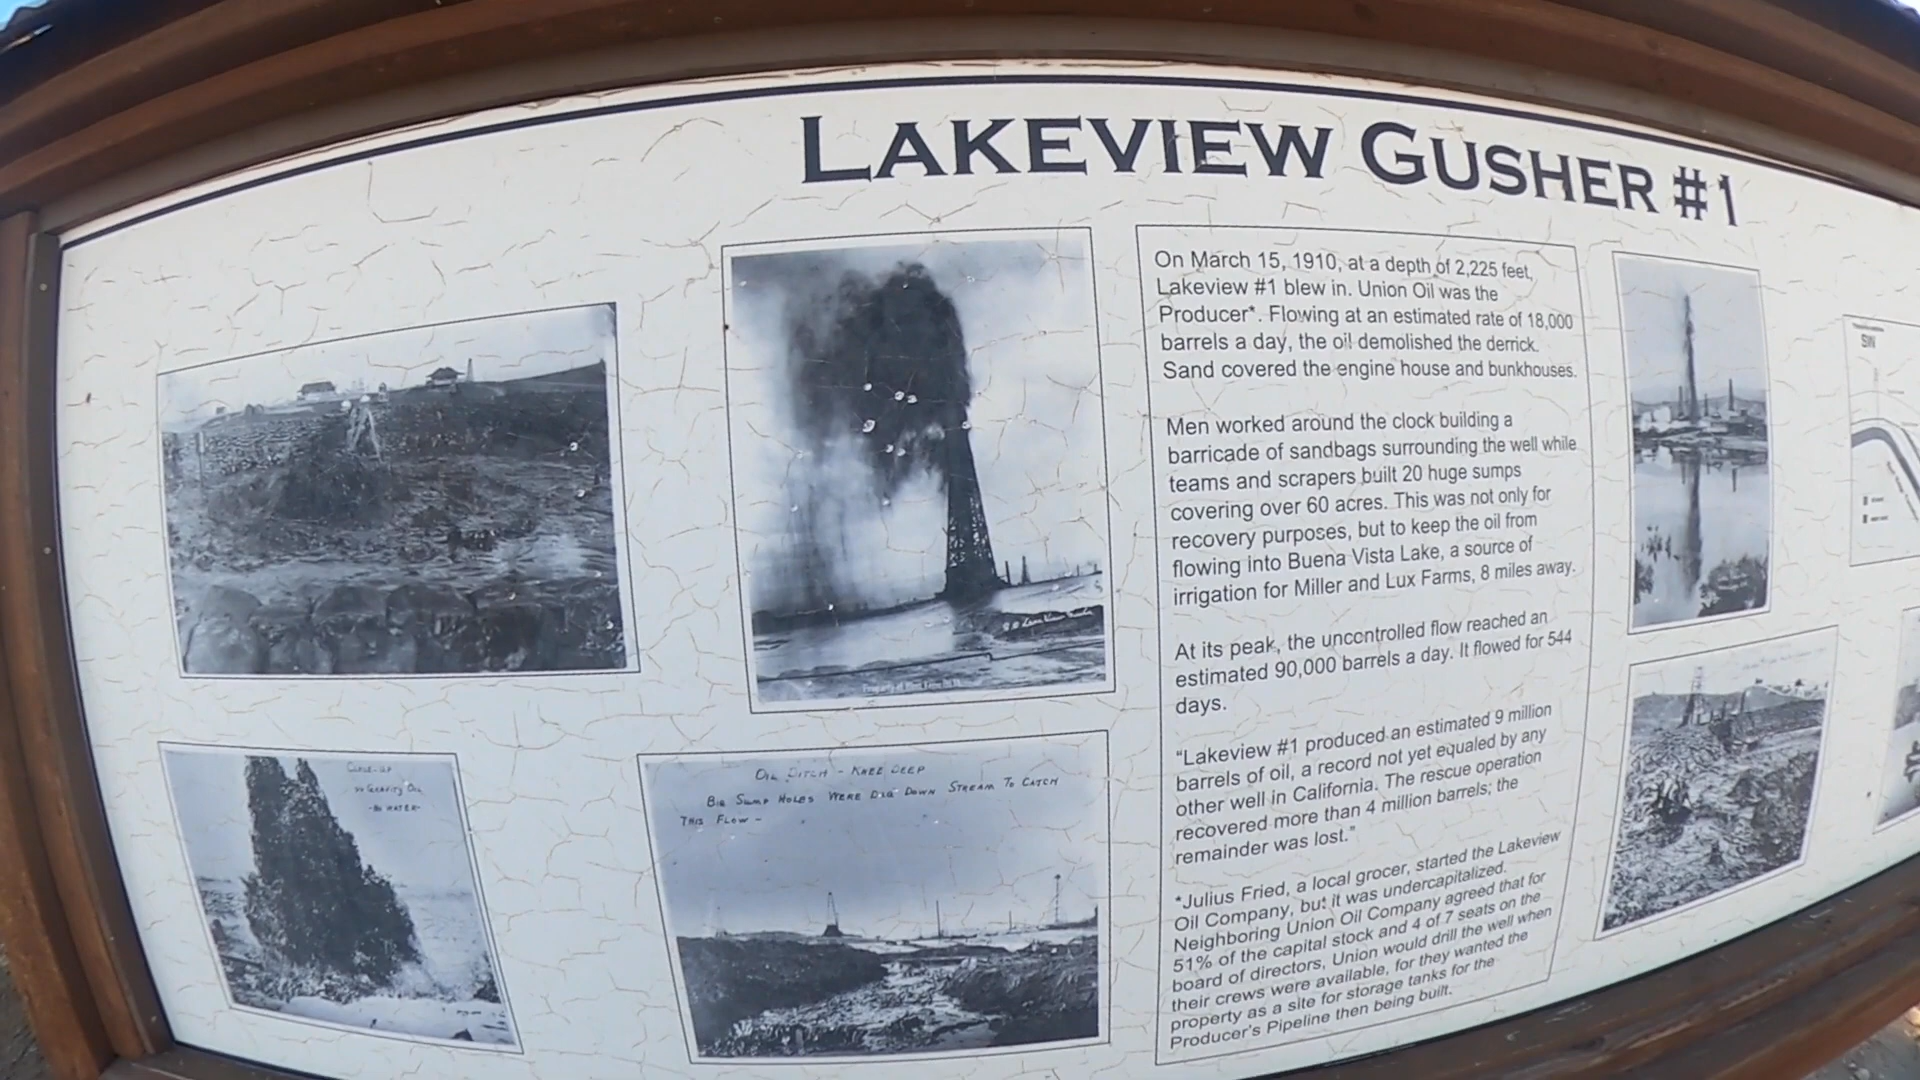 LAKEVIEW GUSHER #1
On March 15, 1910, at a depth of 2,225 feet,
Lakeview #1 blew in. Union Oil was the
Producer*. Flowing at an estimated rate of 18,000
barrels a day, the oil demolished the derrick.
Sand covered the engine house and bunkhouses.
Men worked around the clock building a
barricade of sandbags surrounding the well while
teams and scrapers built 20 huge sumps
covering over 60 acres. This was not only for
recovery purposes, but to keep the oil from
flowing into Buena Vista Lake, a source of
irrigation for Miller and Lux Farms, 8 miles away.
At its peak, the uncontrolled flow reached an
estimated 90,000 barrels a day. It flowed for 544
days.
"Lakeview #1 produced an estimated 9 million
barrels of oil, a record not yet equaled by any
other well in California. The rescue operation
recovered more than 4 million barrels; the
remainder was lost."
*Julius Fried, a local grocer, started the Lakeview
Oil Company, but it was undercapitalized.
Neighboring Union Oil Company agreed that for
51% of the capital stock and 4 of 7 seats on the
board of directors, Union would drill the well when
their crews were available, for they wanted the
property as a site for storage tanks for the
Producer's Pipeline then being built.
CLOSE-UP
GRAVITY OIL
-NO WATER-
OIL DITCH - KNEE DEEP
BIG SUMP HOLES WERE DUG DOWN STREAM TO CATCH
THIS FLOW -
SW